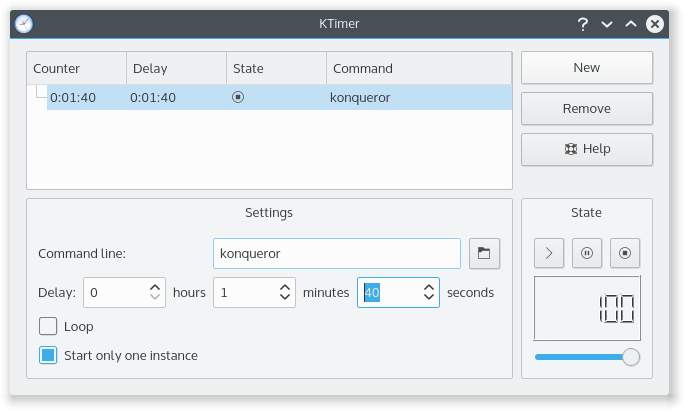 KTimer
Counter Delay State Command
0:01:40 0:01:40 konqueror
New
Remove
Help
Settings
Command line: konqueror
Delay: 0 hours 1 minutes 40 seconds
Loop
Start only one instance
State
100